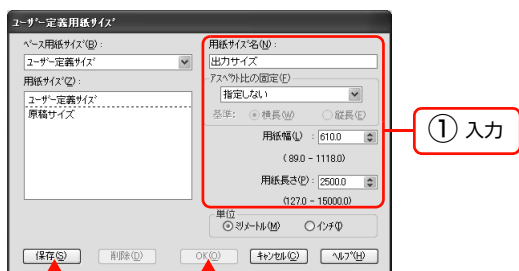 ユーザー定義用紙サイズ
ベース用紙サイズ(B) :
ユーザー定義サイズ
用紙サイズ(Z) :
ユーザー定義サイズ
原稿サイズ
用紙サイズ名(N) :
出力サイズ
アスペクト比の固定(F)
指定しない
基準: 横長(W) 縦長(E)
用紙幅(L) : 610.0
(89.0 - 1118.0)
用紙長さ(P) : 2500.0
(127.0 - 15000.0)
単位
ミリメートル(M) インチ(I)
保存(S) 削除(D) OK(O) キャンセル(C) ヘルプ(H)
① 入力